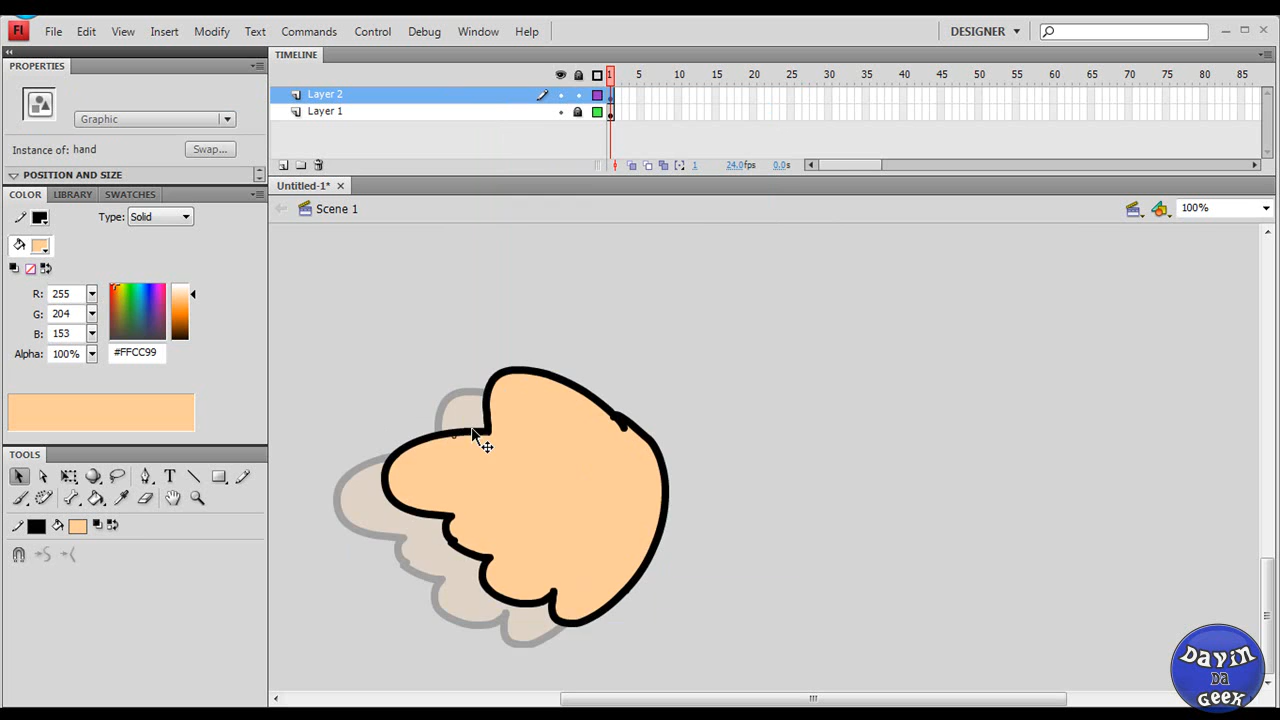 Fl File Edit View Insert Modify Text Commands Control Debug Window Help DESIGNER
TIMELINE
PROPERTIES
1 5 10 15 20 25 30 35 40 45 50 55 60 65 70 75 80 85
Layer 2
Layer 1
Graphic
Instance of: hand Swap...
1 24.0fps 0.0s
POSITION AND SIZE
Untitled-1*
COLOR LIBRARY SWATCHES
Scene 1 100%
Type: Solid
R: 255
G: 204
B: 153
Alpha: 100% #FFCC99
TOOLS
T
DaYiN
Da
GeeK